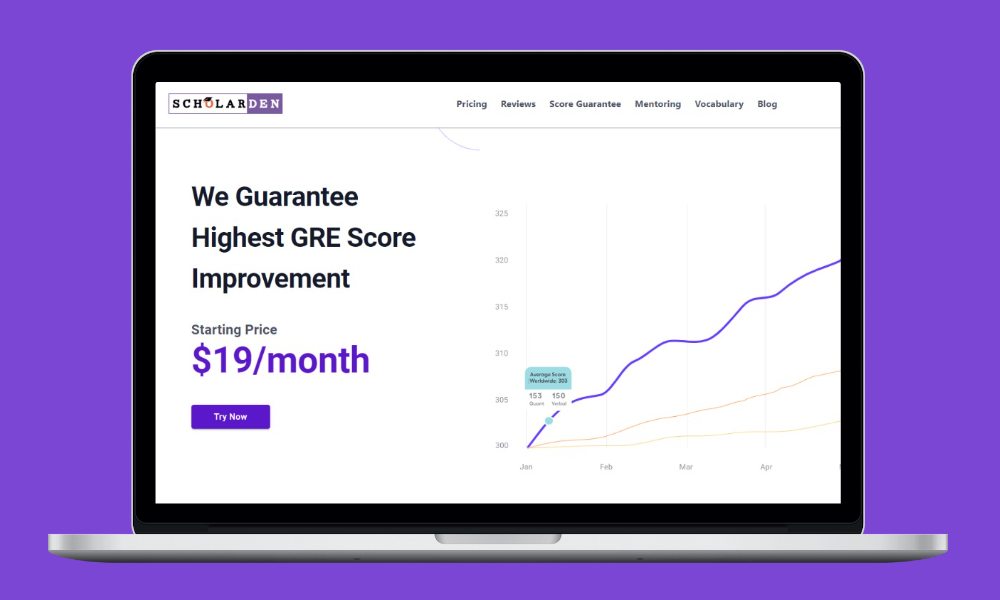 SCHOLARDEN
Pricing Reviews Score Guarantee Mentoring Vocabulary Blog
We Guarantee
Highest GRE Score
Improvement
Starting Price
$19/month
Try Now
325
320
315
310
305
300
Average Score
Worldwide: 303
153 150
Quant Verbal
Jan Feb Mar Apr